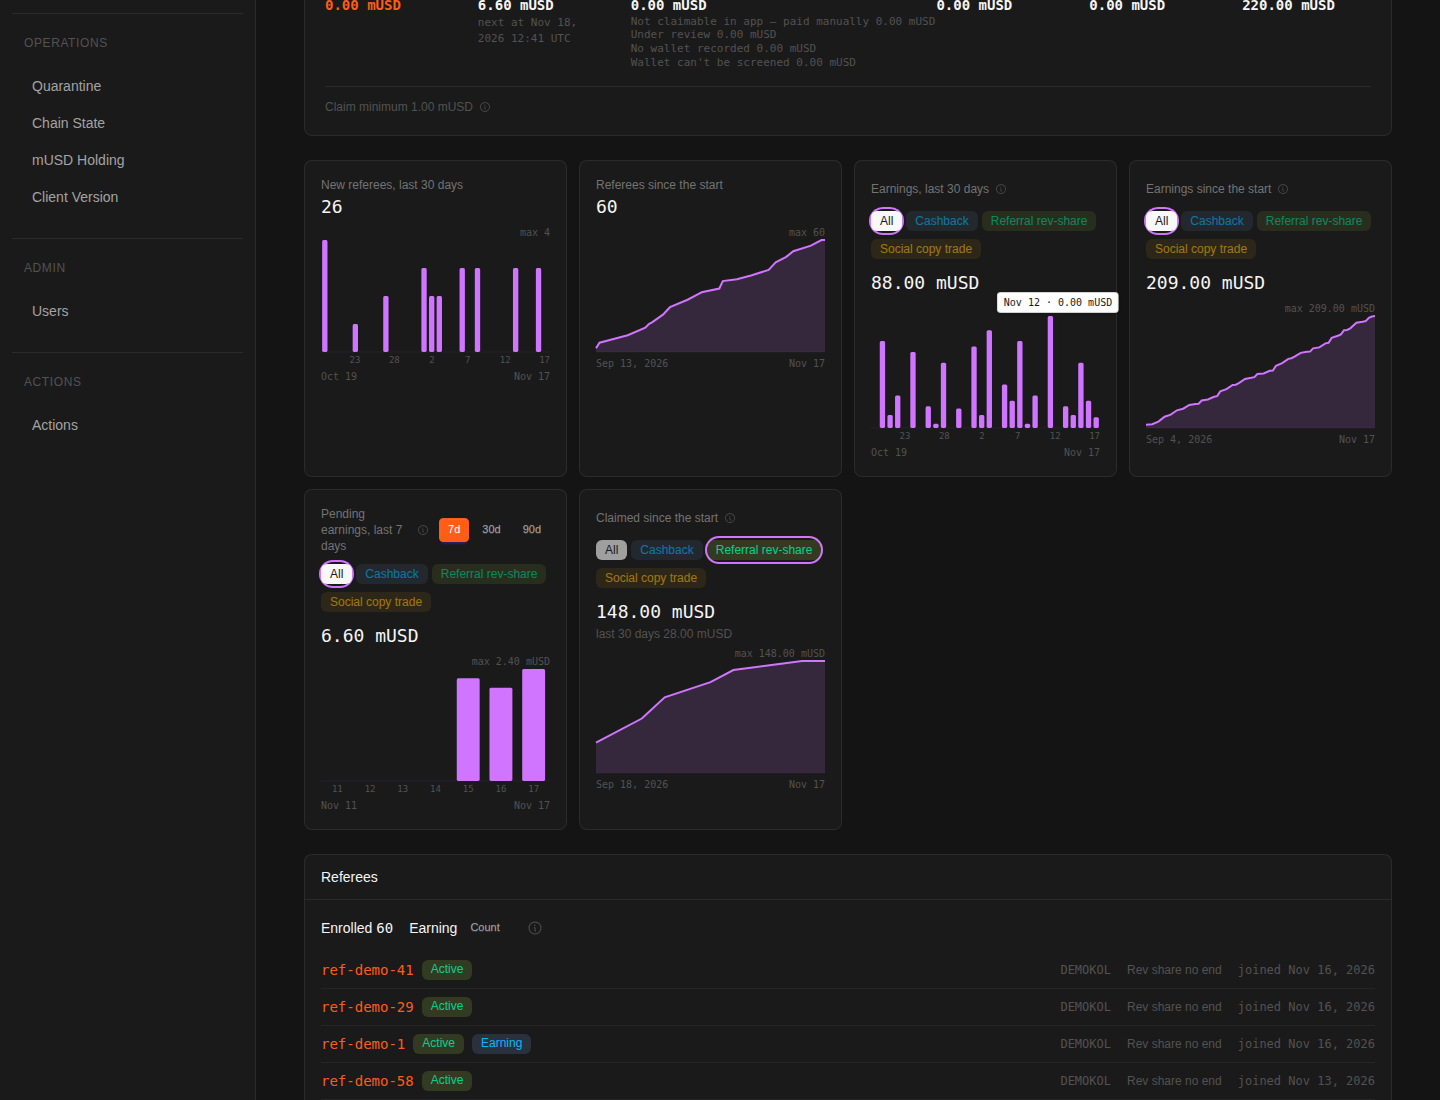 0.00 mUSD
6.60 mUSD
next at Nov 18,
2026 12:41 UTC
0.00 mUSD
Not claimable in app — paid manually 0.00 mUSD
Under review 0.00 mUSD
No wallet recorded 0.00 mUSD
Wallet can't be screened 0.00 mUSD
0.00 mUSD
0.00 mUSD
220.00 mUSD
Claim minimum 1.00 mUSD
OPERATIONS
Quarantine
Chain State
mUSD Holding
Client Version
ADMIN
Users
ACTIONS
Actions
New referees, last 30 days
26
max 4
23 28 2 7 12 17
Oct 19 Nov 17
Referees since the start
60
max 60
Sep 13, 2026 Nov 17
Earnings, last 30 days
All Cashback Referral rev-share
Social copy trade
88.00 mUSD
Nov 12 · 0.00 mUSD
23 28 2 7 12 17
Oct 19 Nov 17
Earnings since the start
All Cashback Referral rev-share
Social copy trade
209.00 mUSD
max 209.00 mUSD
Sep 4, 2026 Nov 17
Pending
earnings, last 7
days
7d 30d 90d
All Cashback Referral rev-share
Social copy trade
6.60 mUSD
max 2.40 mUSD
11 12 13 14 15 16 17
Nov 11 Nov 17
Claimed since the start
All Cashback Referral rev-share
Social copy trade
148.00 mUSD
last 30 days 28.00 mUSD
max 148.00 mUSD
Sep 18, 2026 Nov 17
Referees
Enrolled 60 Earning Count
ref-demo-41 Active DEMOKOL Rev share no end joined Nov 16, 2026
ref-demo-29 Active DEMOKOL Rev share no end joined Nov 16, 2026
ref-demo-1 Active Earning DEMOKOL Rev share no end joined Nov 16, 2026
ref-demo-58 Active DEMOKOL Rev share no end joined Nov 13, 2026